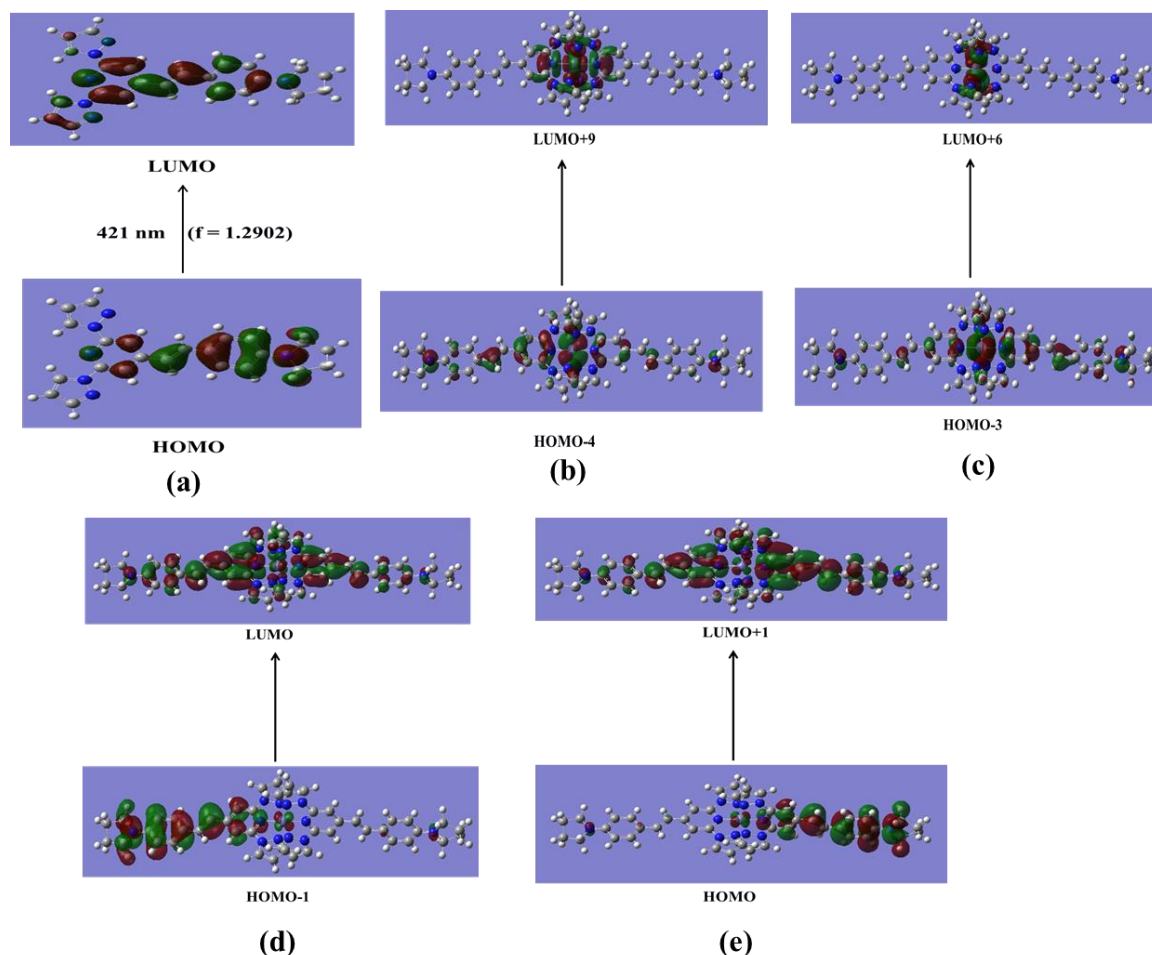 LUMO
421 nm (f = 1.2902)
HOMO
(a)
LUMO+9
HOMO-4
(b)
LUMO+6
HOMO-3
(c)
LUMO
HOMO-1
(d)
LUMO+1
HOMO
(e)